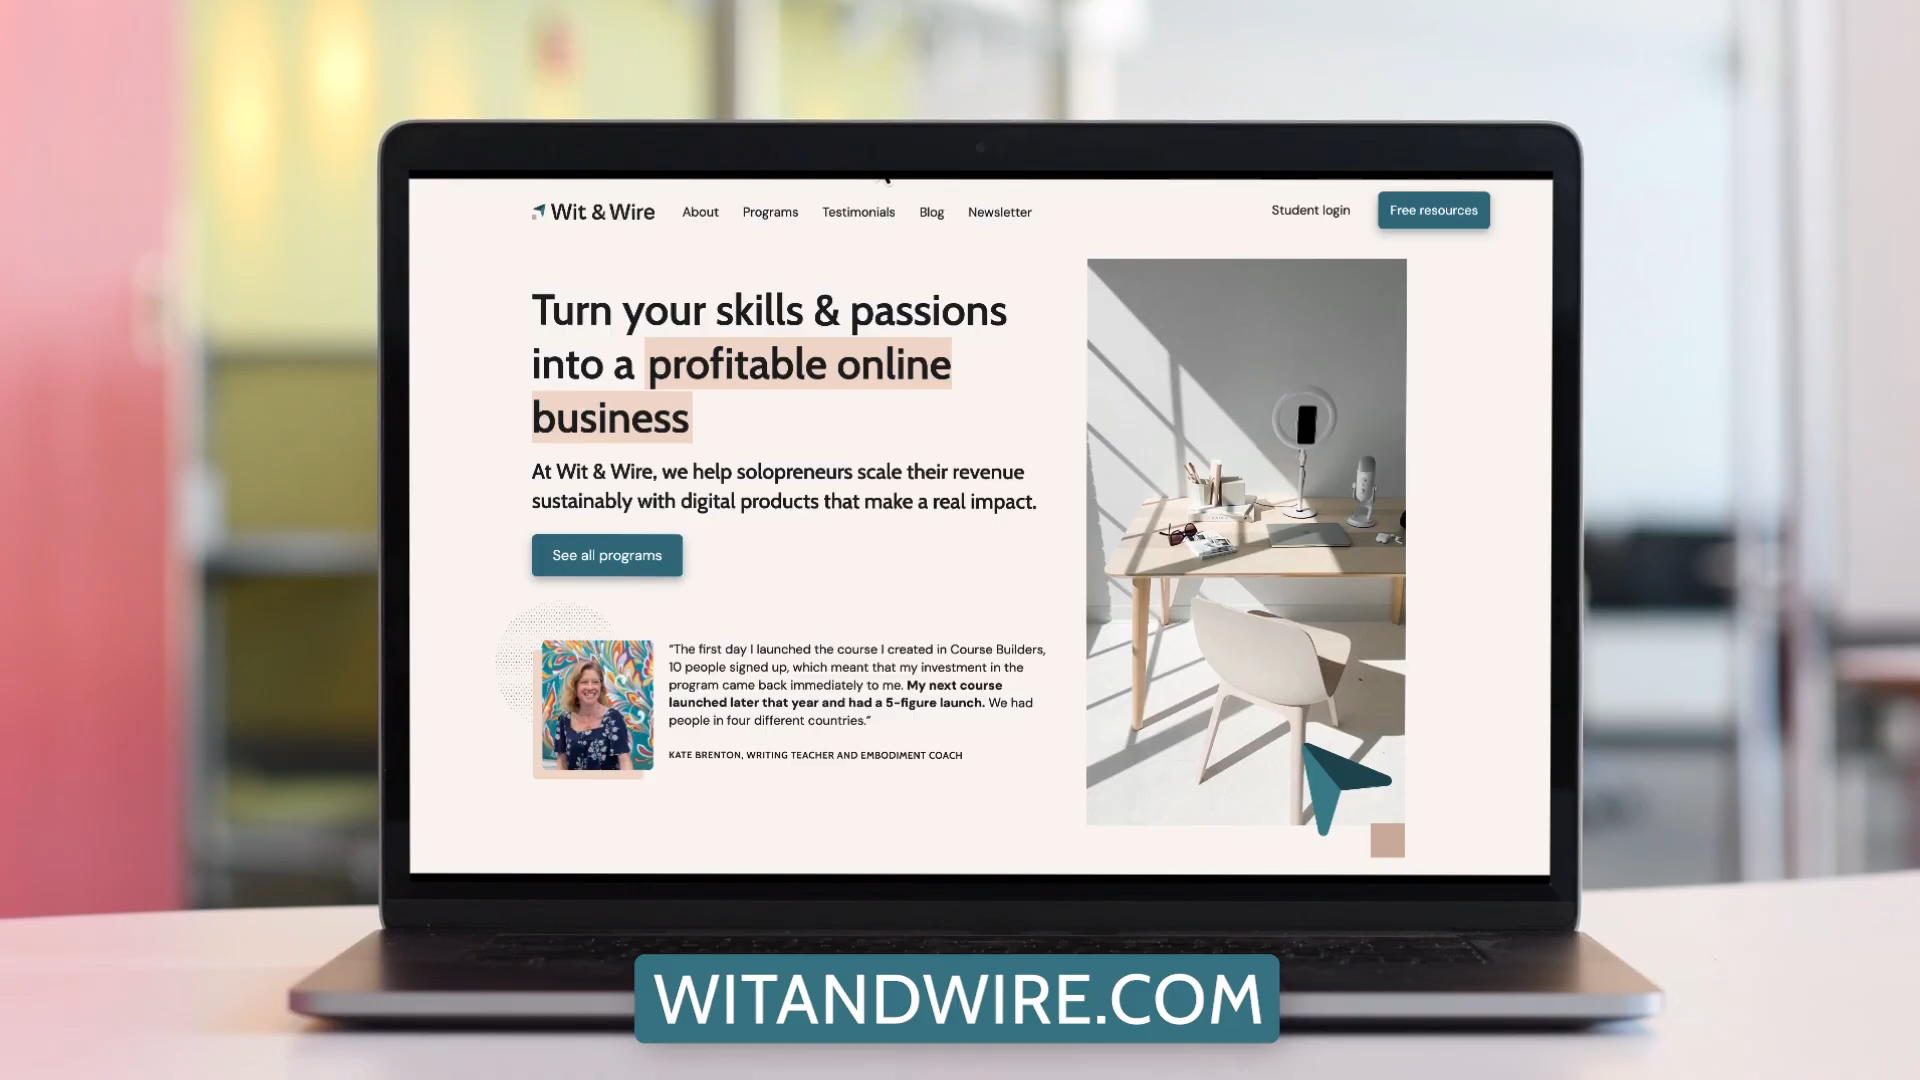 Wit & Wire
About
Programs
Testimonials
Blog
Newsletter
Student login
Free resources
Turn your skills & passions
into a profitable online
business
At Wit & Wire, we help solopreneurs scale their revenue
sustainably with digital products that make a real impact.
See all programs
“The first day I launched the course I created in Course Builders,
10 people signed up, which meant that my investment in the
program came back immediately to me. My next course
launched later that year and had a 5-figure launch. We had
people in four different countries.”
KATE BRENTON, WRITING TEACHER AND EMBODIMENT COACH
WITANDWIRE.COM